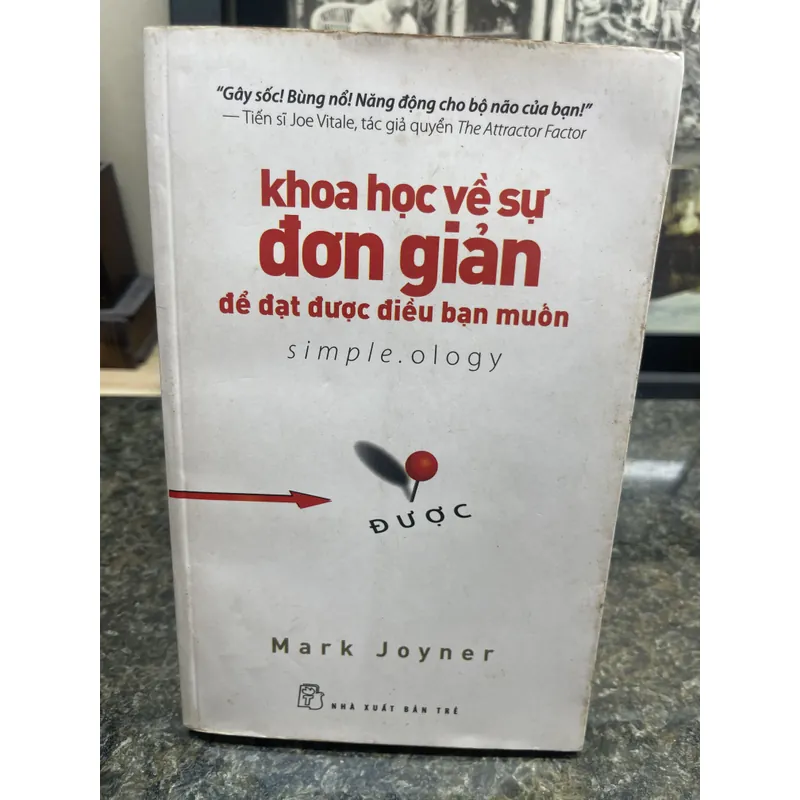 “Gây sốc! Bùng nổ! Năng động cho bộ não của bạn!”
— Tiến sĩ Joe Vitale, tác giả quyển The Attractor Factor
khoa học về sự
đơn giản
để đạt được điều bạn muốn
simple.ology
ĐƯỢC
Mark Joyner
NHÀ XUẤT BẢN TRẺ